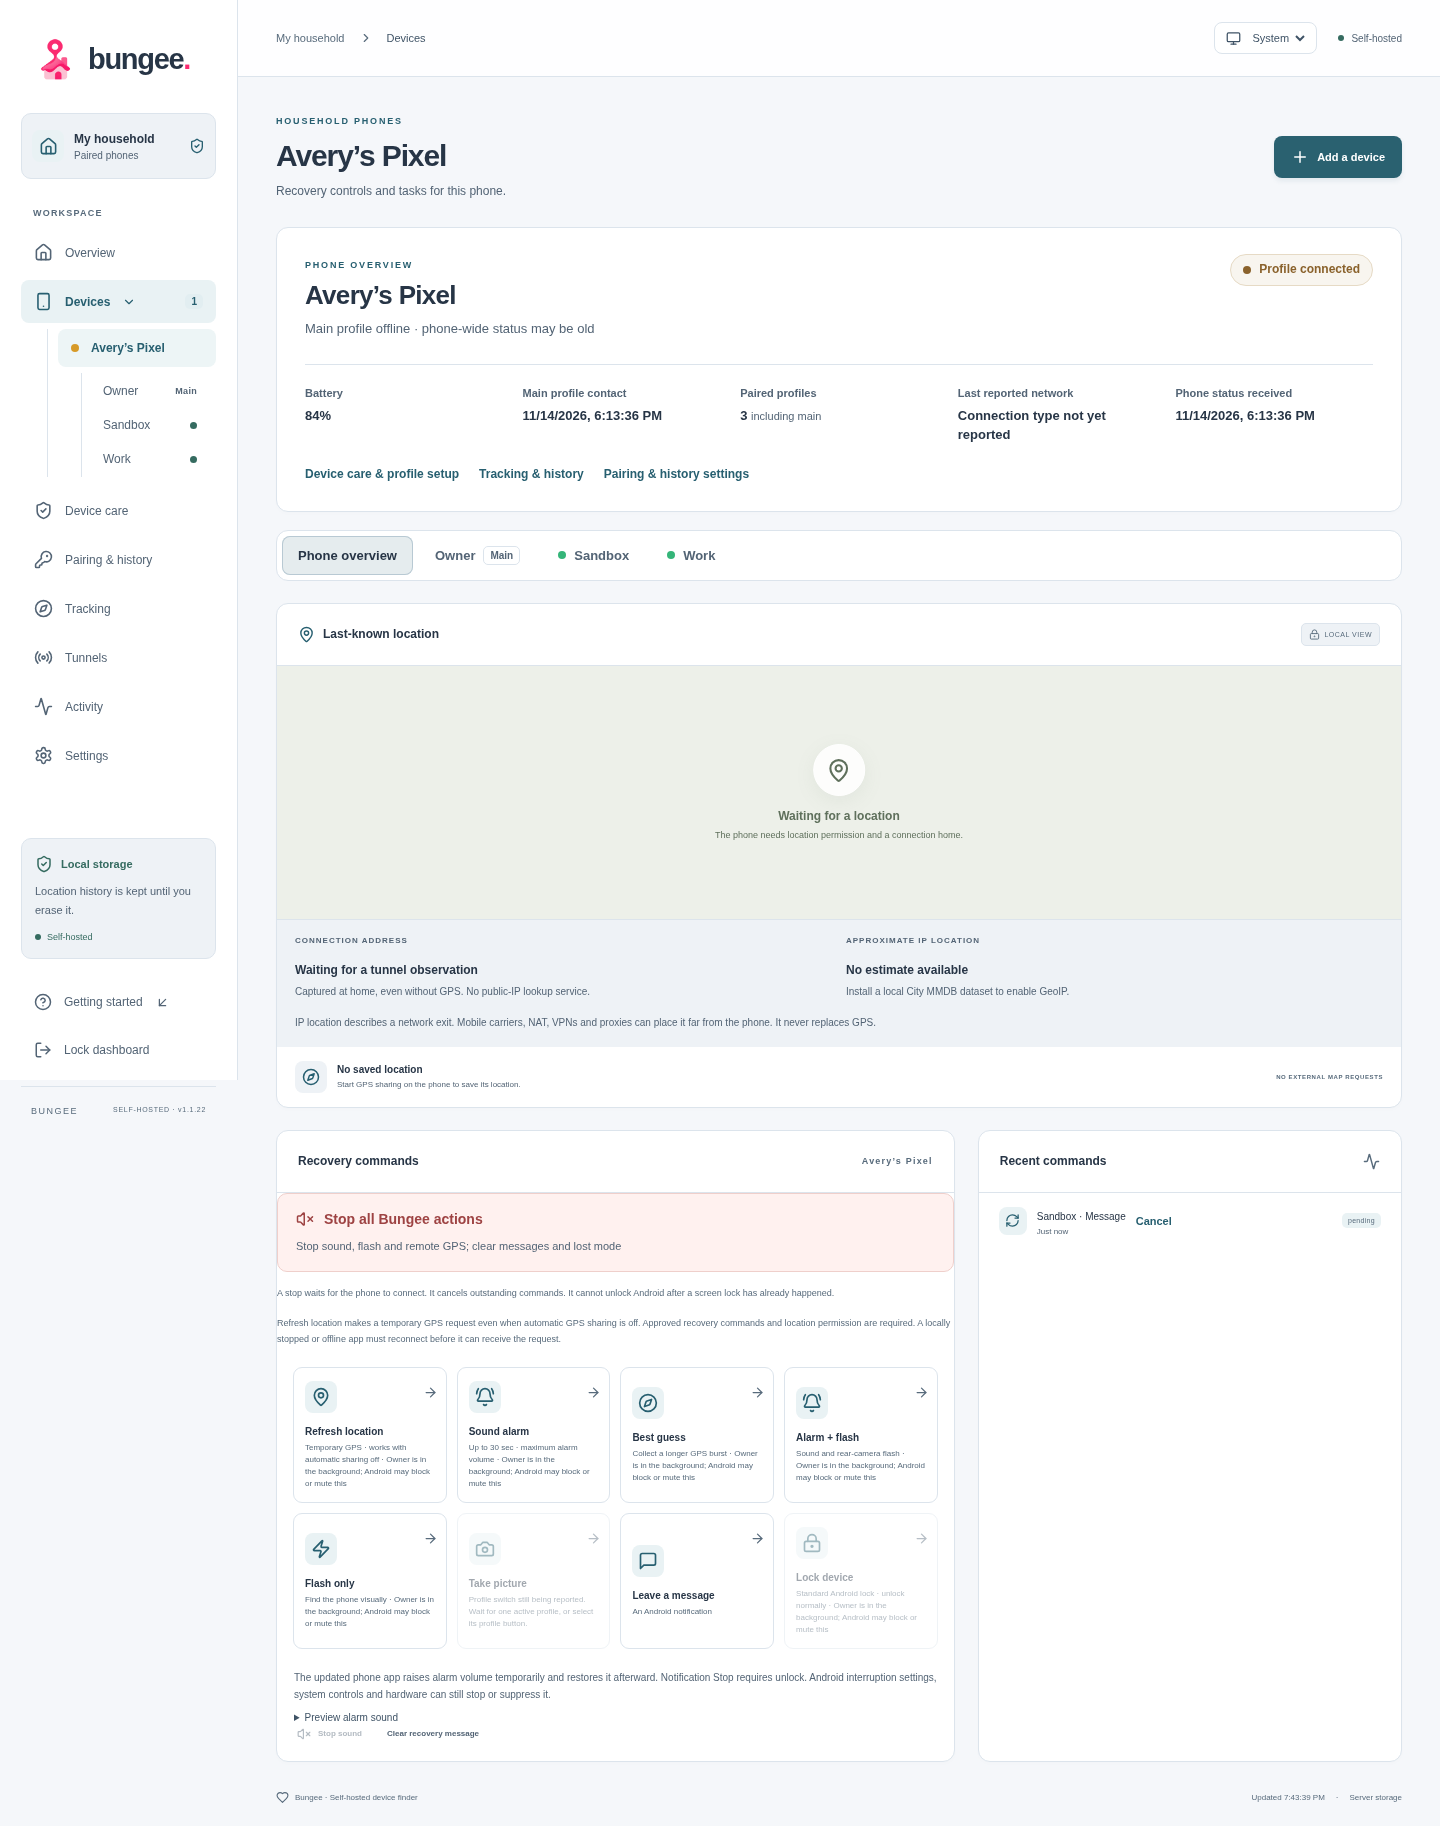 bungee.
My household
Paired phones
WORKSPACE
Overview
Devices
1
Avery’s Pixel
Owner Main
Sandbox
Work
Device care
Pairing & history
Tracking
Tunnels
Activity
Settings
Local storage
Location history is kept until you
erase it.
Self-hosted
Getting started
Lock dashboard
BUNGEE
SELF-HOSTED · v1.1.22
My household
Devices
System
Self-hosted
HOUSEHOLD PHONES
Avery’s Pixel
Recovery controls and tasks for this phone.
Add a device
PHONE OVERVIEW
Avery’s Pixel
Main profile offline · phone-wide status may be old
Profile connected
Battery
84%
Main profile contact
11/14/2026, 6:13:36 PM
Paired profiles
3 including main
Last reported network
Connection type not yet
reported
Phone status received
11/14/2026, 6:13:36 PM
Device care & profile setup
Tracking & history
Pairing & history settings
Phone overview
Owner Main
Sandbox
Work
Last-known location
LOCAL VIEW
Waiting for a location
The phone needs location permission and a connection home.
CONNECTION ADDRESS
Waiting for a tunnel observation
Captured at home, even without GPS. No public-IP lookup service.
APPROXIMATE IP LOCATION
No estimate available
Install a local City MMDB dataset to enable GeoIP.
IP location describes a network exit. Mobile carriers, NAT, VPNs and proxies can place it far from the phone. It never replaces GPS.
No saved location
Start GPS sharing on the phone to save its location.
NO EXTERNAL MAP REQUESTS
Recovery commands
Avery’s Pixel
Stop all Bungee actions
Stop sound, flash and remote GPS; clear messages and lost mode
A stop waits for the phone to connect. It cancels outstanding commands. It cannot unlock Android after a screen lock has already happened.
Refresh location makes a temporary GPS request even when automatic GPS sharing is off. Approved recovery commands and location permission are required. A locally
stopped or offline app must reconnect before it can receive the request.
Refresh location
Temporary GPS · works with
automatic sharing off · Owner is in
the background; Android may block
or mute this
Sound alarm
Up to 30 sec · maximum alarm
volume · Owner is in the
background; Android may block or
mute this
Best guess
Collect a longer GPS burst · Owner
is in the background; Android may
block or mute this
Alarm + flash
Sound and rear-camera flash ·
Owner is in the background; Android
may block or mute this
Flash only
Find the phone visually · Owner is in
the background; Android may block
or mute this
Take picture
Profile switch still being reported.
Wait for one active profile, or select
its profile button.
Leave a message
An Android notification
Lock device
Standard Android lock · unlock
normally · Owner is in the
background; Android may block or
mute this
The updated phone app raises alarm volume temporarily and restores it afterward. Notification Stop requires unlock. Android interruption settings,
system controls and hardware can still stop or suppress it.
Preview alarm sound
Stop sound
Clear recovery message
Recent commands
Sandbox · Message
Just now
Cancel
pending
Bungee · Self-hosted device finder
Updated 7:43:39 PM · Server storage